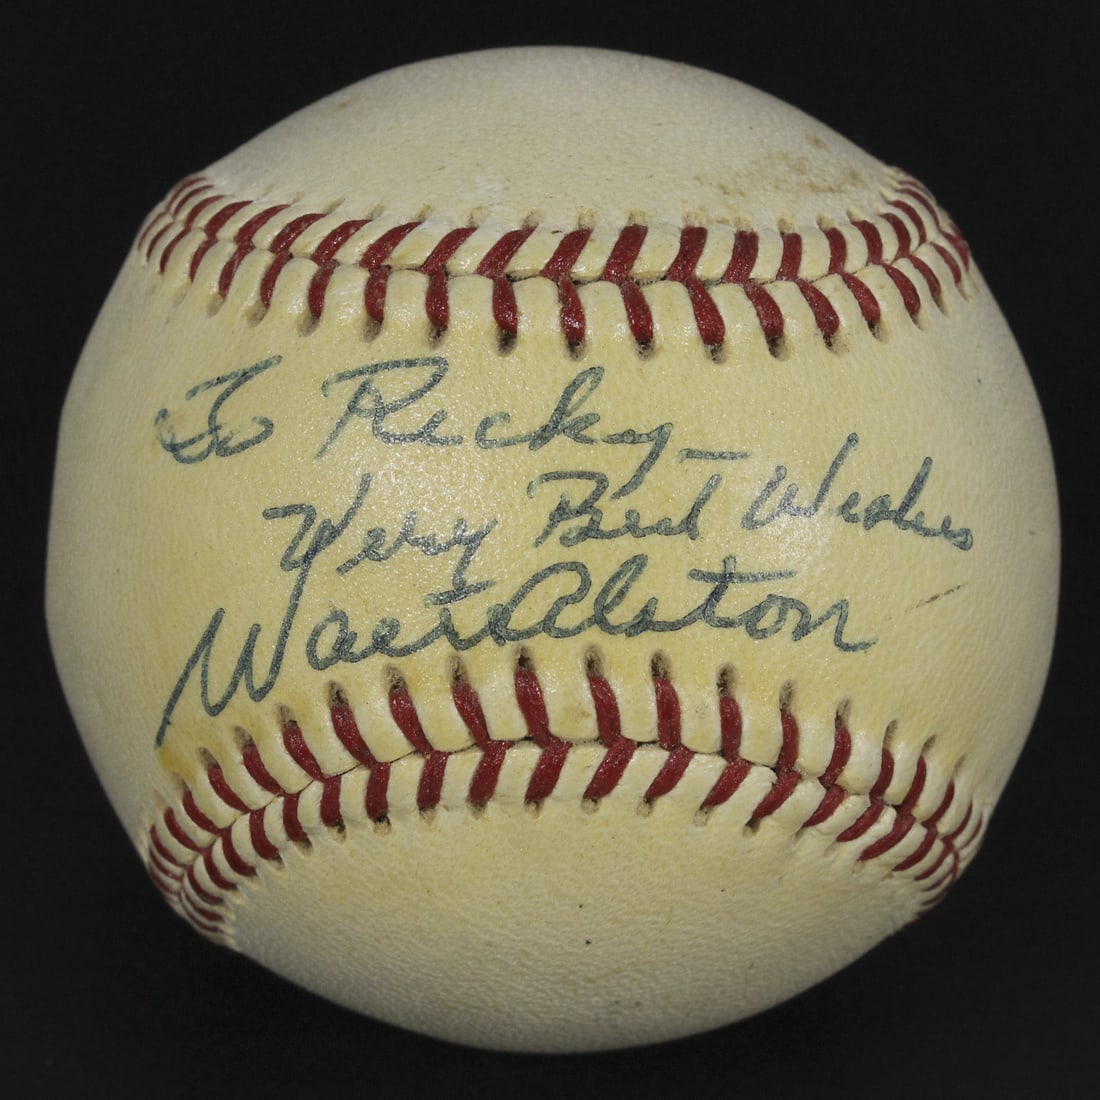 To Ricky—
Very Best Wishes
Walt Alston